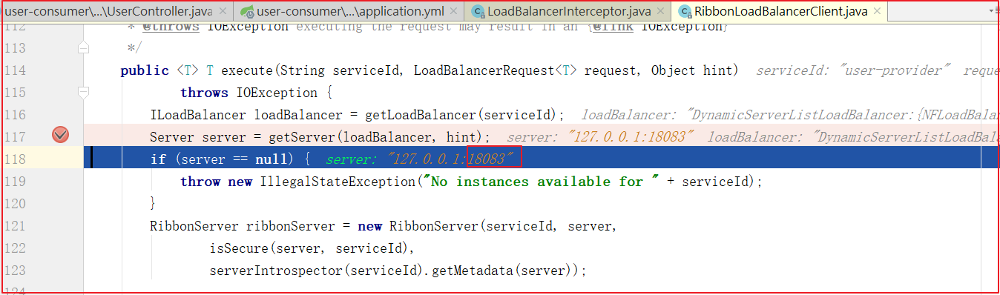 user-consumer\...\UserController.java × user-consumer\...\application.yml × LoadBalancerInterceptor.java × RibbonLoadBalancerClient.java ×
112 * @throws IOException executing the request may result in an {@link IOException}
113 */
114 public <T> T execute(String serviceId, LoadBalancerRequest<T> request, Object hint) serviceId: "user-provider" reque
115 throws IOException {
116 ILoadBalancer loadBalancer = getLoadBalancer(serviceId); loadBalancer: "DynamicServerListLoadBalancer:{NFLoadBalan
117 Server server = getServer(loadBalancer, hint); server: "127.0.0.1:18083" loadBalancer: "DynamicServerListLoadBala
118 if (server == null) { server: "127.0.0.1:18083"
119 throw new IllegalStateException("No instances available for " + serviceId);
120 }
121 RibbonServer ribbonServer = new RibbonServer(serviceId, server,
122 isSecure(server, serviceId),
123 serverIntrospector(serviceId).getMetadata(server));
124